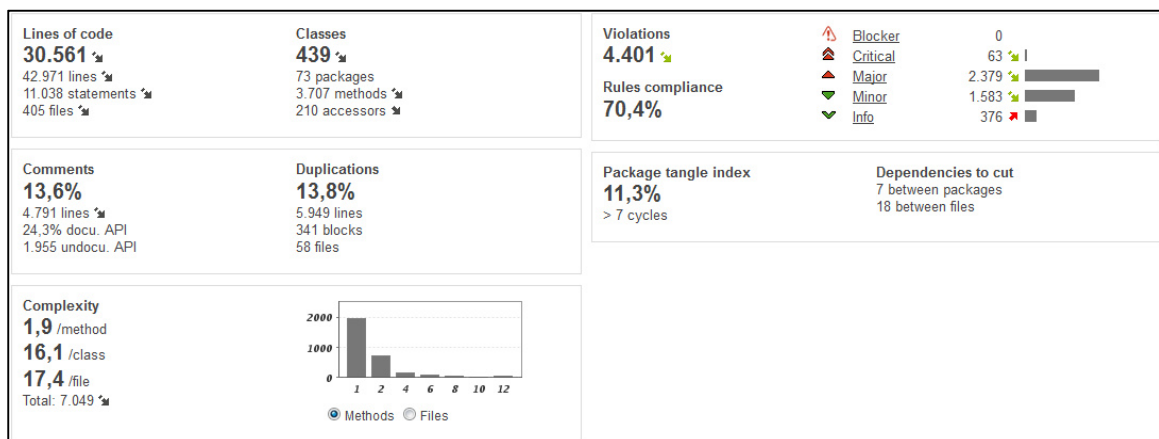 Lines of code
30.561
42.971 lines
11.038 statements
405 files
Classes
439
73 packages
3.707 methods
210 accessors
Comments
13,6%
4.791 lines
24,3% docu. API
1.955 undocu. API
Duplications
13,8%
5.949 lines
341 blocks
58 files
Complexity
1,9 /method
16,1 /class
17,4 /file
Total: 7.049
2000
1000
0
1 2 4 6 8 10 12
Methods Files
Violations
4.401
Rules compliance
70,4%
Blocker 0
Critical 63
Major 2.379
Minor 1.583
Info 376
Package tangle index
11,3%
> 7 cycles
Dependencies to cut
7 between packages
18 between files